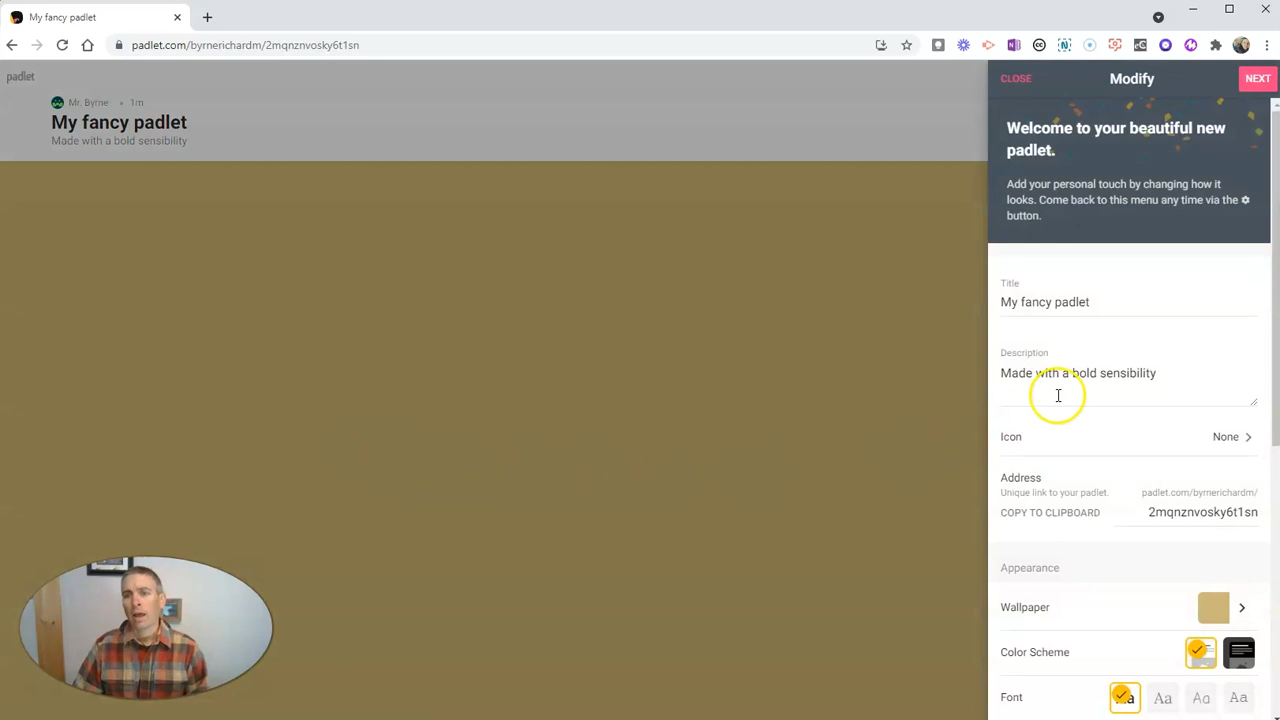 My fancy padlet
padlet.com/byrnerichardm/2mqnznvosky6t1sn
padlet
Mr. Byrne • 1m
My fancy padlet
Made with a bold sensibility
CLOSE
Modify
NEXT
Welcome to your beautiful new
padlet.
Add your personal touch by changing how it
looks. Come back to this menu any time via the
button.
Title
My fancy padlet
Description
Made with a bold sensibility
Icon
None
Address
Unique link to your padlet.
padlet.com/byrnerichardm/
COPY TO CLIPBOARD
2mqnznvosky6t1sn
Appearance
Wallpaper
Color Scheme
Font
Aa Aa Aa